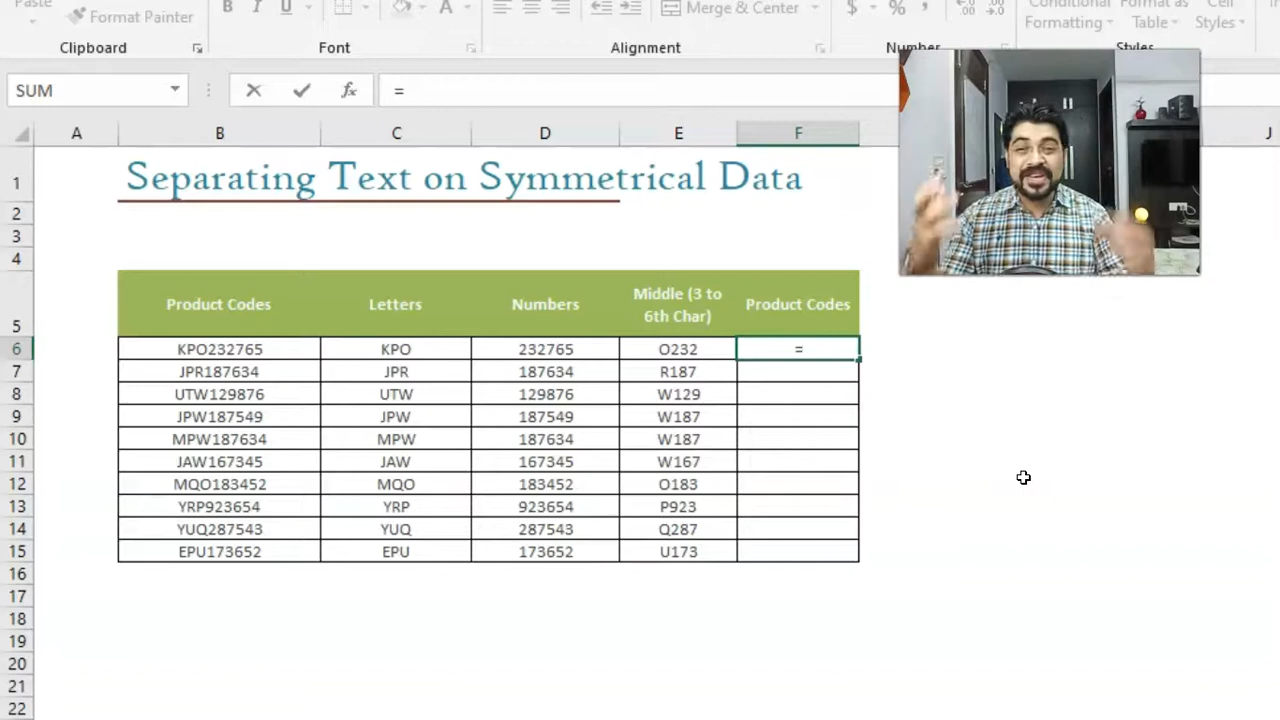 Paste
Format Painter
B I U
A
Merge & Center
$ % ,
Conditional Formatting
Format as Table
Cell Styles
Clipboard
Font
Alignment
Number
Styles
SUM
fx
=
A B C D E F J
1 Separating Text on Symmetrical Data
2
3
4
5 Product Codes Letters Numbers Middle (3 to 6th Char) Product Codes
6 KPO232765 KPO 232765 O232 =
7 JPR187634 JPR 187634 R187
8 UTW129876 UTW 129876 W129
9 JPW187549 JPW 187549 W187
10 MPW187634 MPW 187634 W187
11 JAW167345 JAW 167345 W167
12 MQO183452 MQO 183452 O183
13 YRP923654 YRP 923654 P923
14 YUQ287543 YUQ 287543 Q287
15 EPU173652 EPU 173652 U173
16
17
18
19
20
21
22